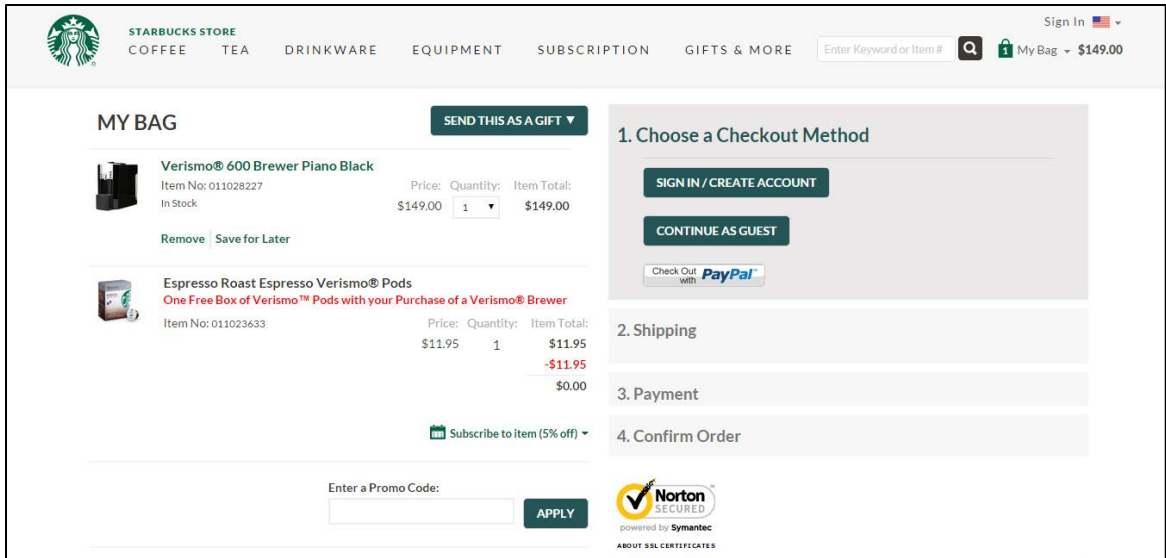 STARBUCKS STORE
Sign In
COFFEE TEA DRINKWARE EQUIPMENT SUBSCRIPTION GIFTS & MORE
Enter Keyword or Item #
1 My Bag $149.00
MY BAG
SEND THIS AS A GIFT ▼
Verismo® 600 Brewer Piano Black
Item No: 011028227
Price: Quantity: Item Total:
In Stock
$149.00 1 $149.00
Remove Save for Later
Espresso Roast Espresso Verismo® Pods
One Free Box of Verismo™ Pods with your Purchase of a Verismo® Brewer
Item No: 011023633
Price: Quantity: Item Total:
$11.95 1 $11.95
-$11.95
$0.00
Subscribe to item (5% off)
Enter a Promo Code:
APPLY
1. Choose a Checkout Method
SIGN IN / CREATE ACCOUNT
CONTINUE AS GUEST
Check Out
with PayPal™
2. Shipping
3. Payment
4. Confirm Order
Norton
SECURED
powered by Symantec
ABOUT SSL CERTIFICATES